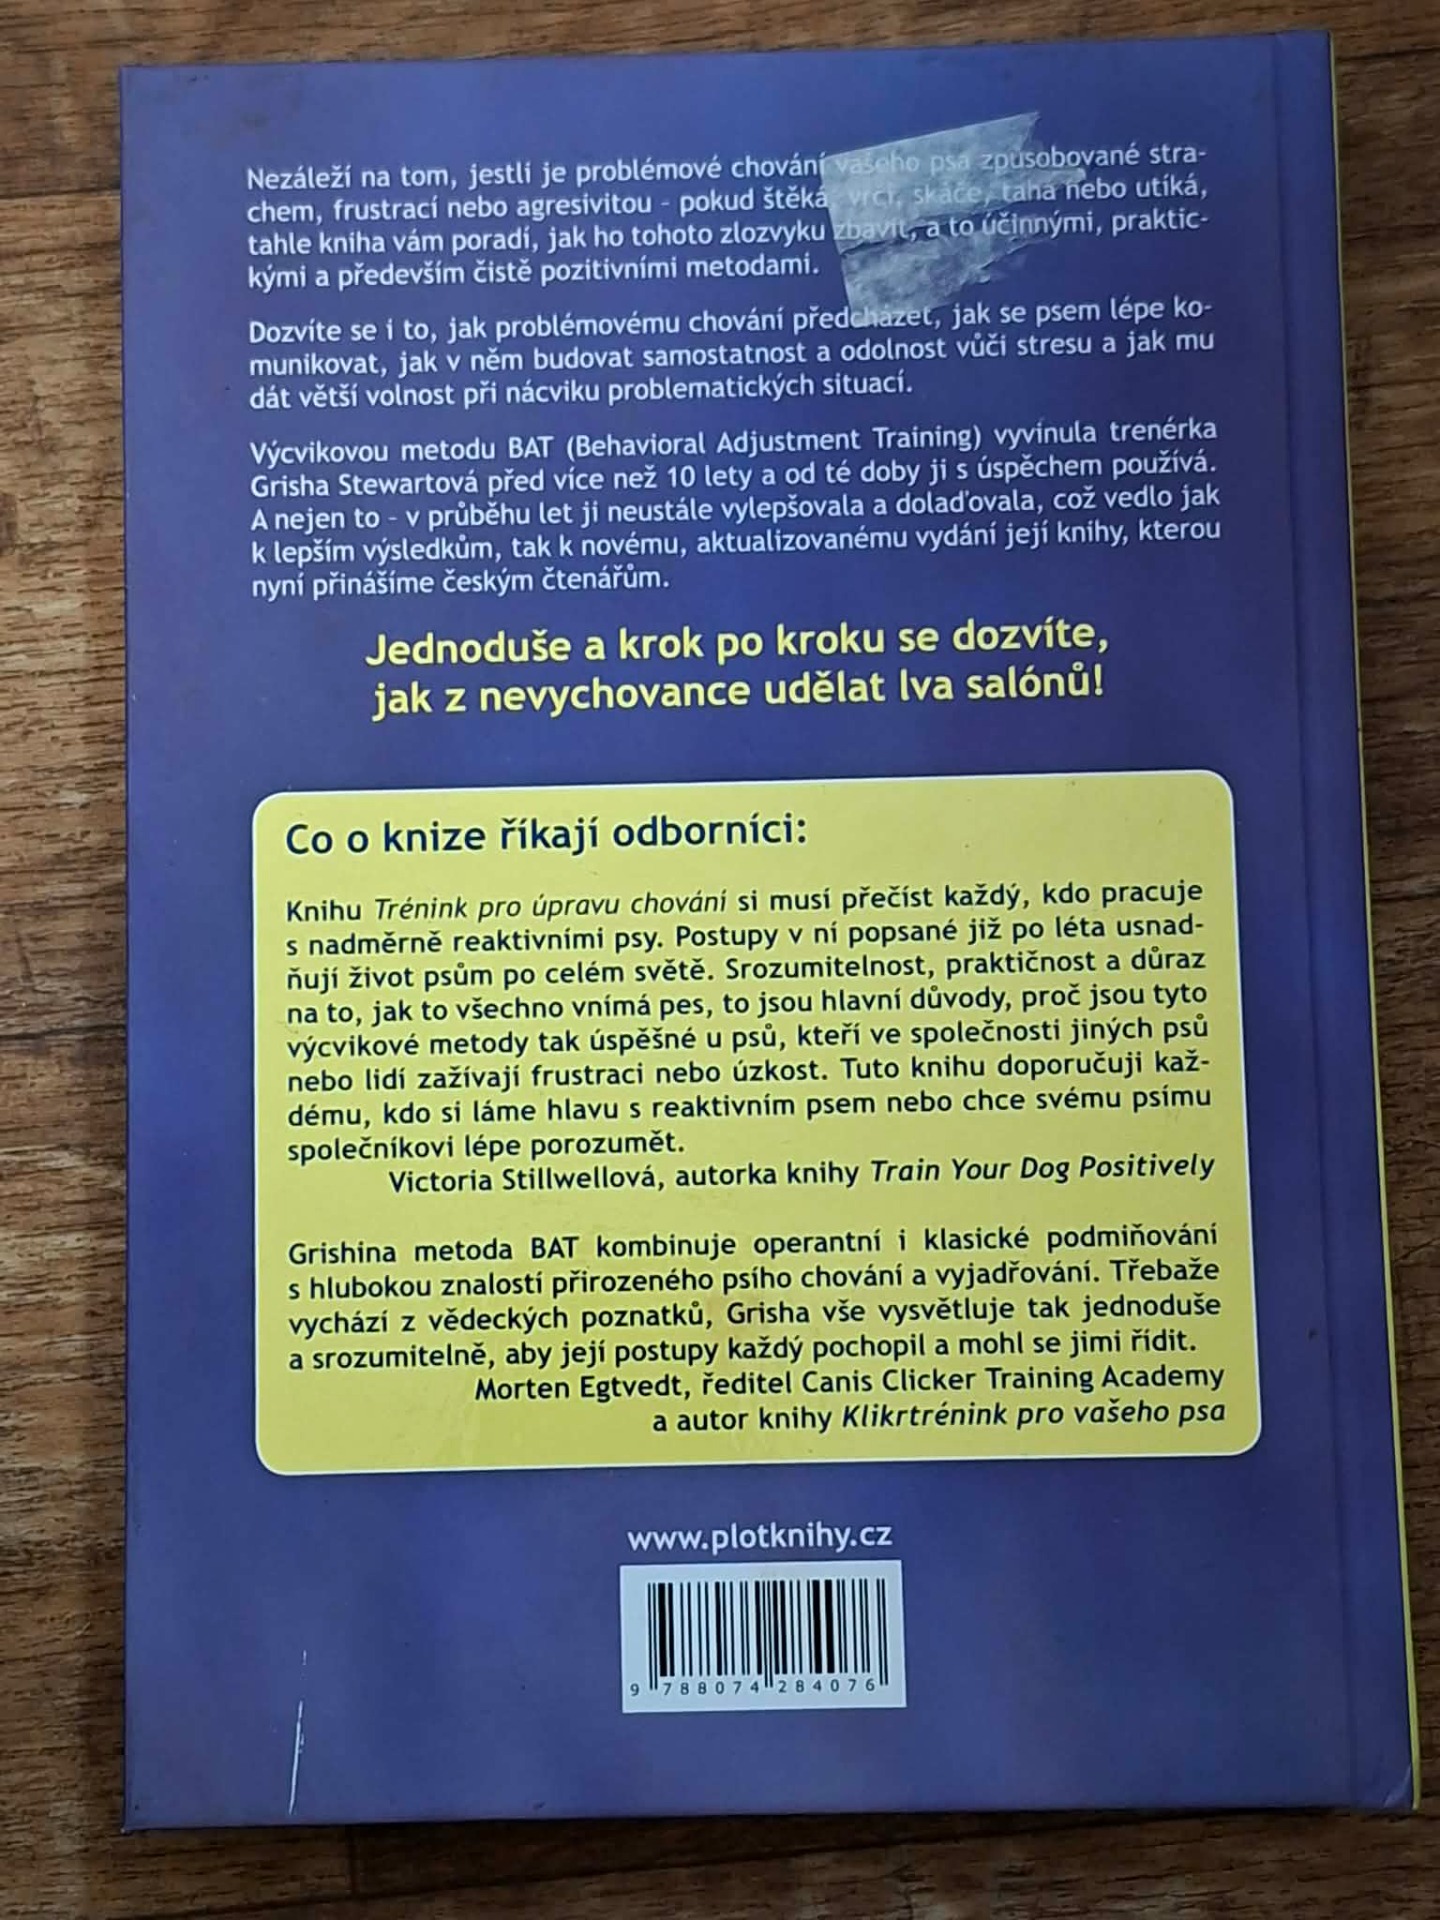 Nezáleží na tom, jestli je problémové chování vašeho psa způsobované stra-
chem, frustrací nebo agresivitou - pokud štěká, vrčí, skáče, tahá nebo utíká,
tahle kniha vám poradí, jak ho tohoto zlozvyku zbavit, a to účinnými, praktic-
kými a především čistě pozitivními metodami.
Dozvíte se i to, jak problémovému chování předcházet, jak se psem lépe ko-
munikovat, jak v něm budovat samostatnost a odolnost vůči stresu a jak mu
dát větší volnost při nácviku problematických situací.
Výcvikovou metodu BAT (Behavioral Adjustment Training) vyvinula trenérka
Grisha Stewartová před více než 10 lety a od té doby ji s úspěchem používá.
A nejen to - v průběhu let ji neustále vylepšovala a dolaďovala, což vedlo jak
k lepším výsledkům, tak k novému, aktualizovanému vydání její knihy, kterou
nyní přinášíme českým čtenářům.
Jednoduše a krok po kroku se dozvíte,
jak z nevychovance udělat lva salónů!
Co o knize říkají odborníci:
Knihu Trénink pro úpravu chování si musí přečíst každý, kdo pracuje
s nadměrně reaktivními psy. Postupy v ní popsané již po léta usnad-
ňují život psům po celém světě. Srozumitelnost, praktičnost a důraz
na to, jak to všechno vnímá pes, to jsou hlavní důvody, proč jsou tyto
výcvikové metody tak úspěšné u psů, kteří ve společnosti jiných psů
nebo lidí zažívají frustraci nebo úzkost. Tuto knihu doporučuji kaž-
dému, kdo si láme hlavu s reaktivním psem nebo chce svému psímu
společníkovi lépe porozumět.
Victoria Stillwellová, autorka knihy Train Your Dog Positively
Grishina metoda BAT kombinuje operantní i klasické podmiňování
s hlubokou znalostí přirozeného psího chování a vyjadřování. Třebaže
vychází z vědeckých poznatků, Grisha vše vysvětluje tak jednoduše
a srozumitelně, aby její postupy každý pochopil a mohl se jimi řídit.
Morten Egtvedt, ředitel Canis Clicker Training Academy
a autor knihy Klikrtrénink pro vašeho psa
www.plotknihy.cz
9 788074 284076